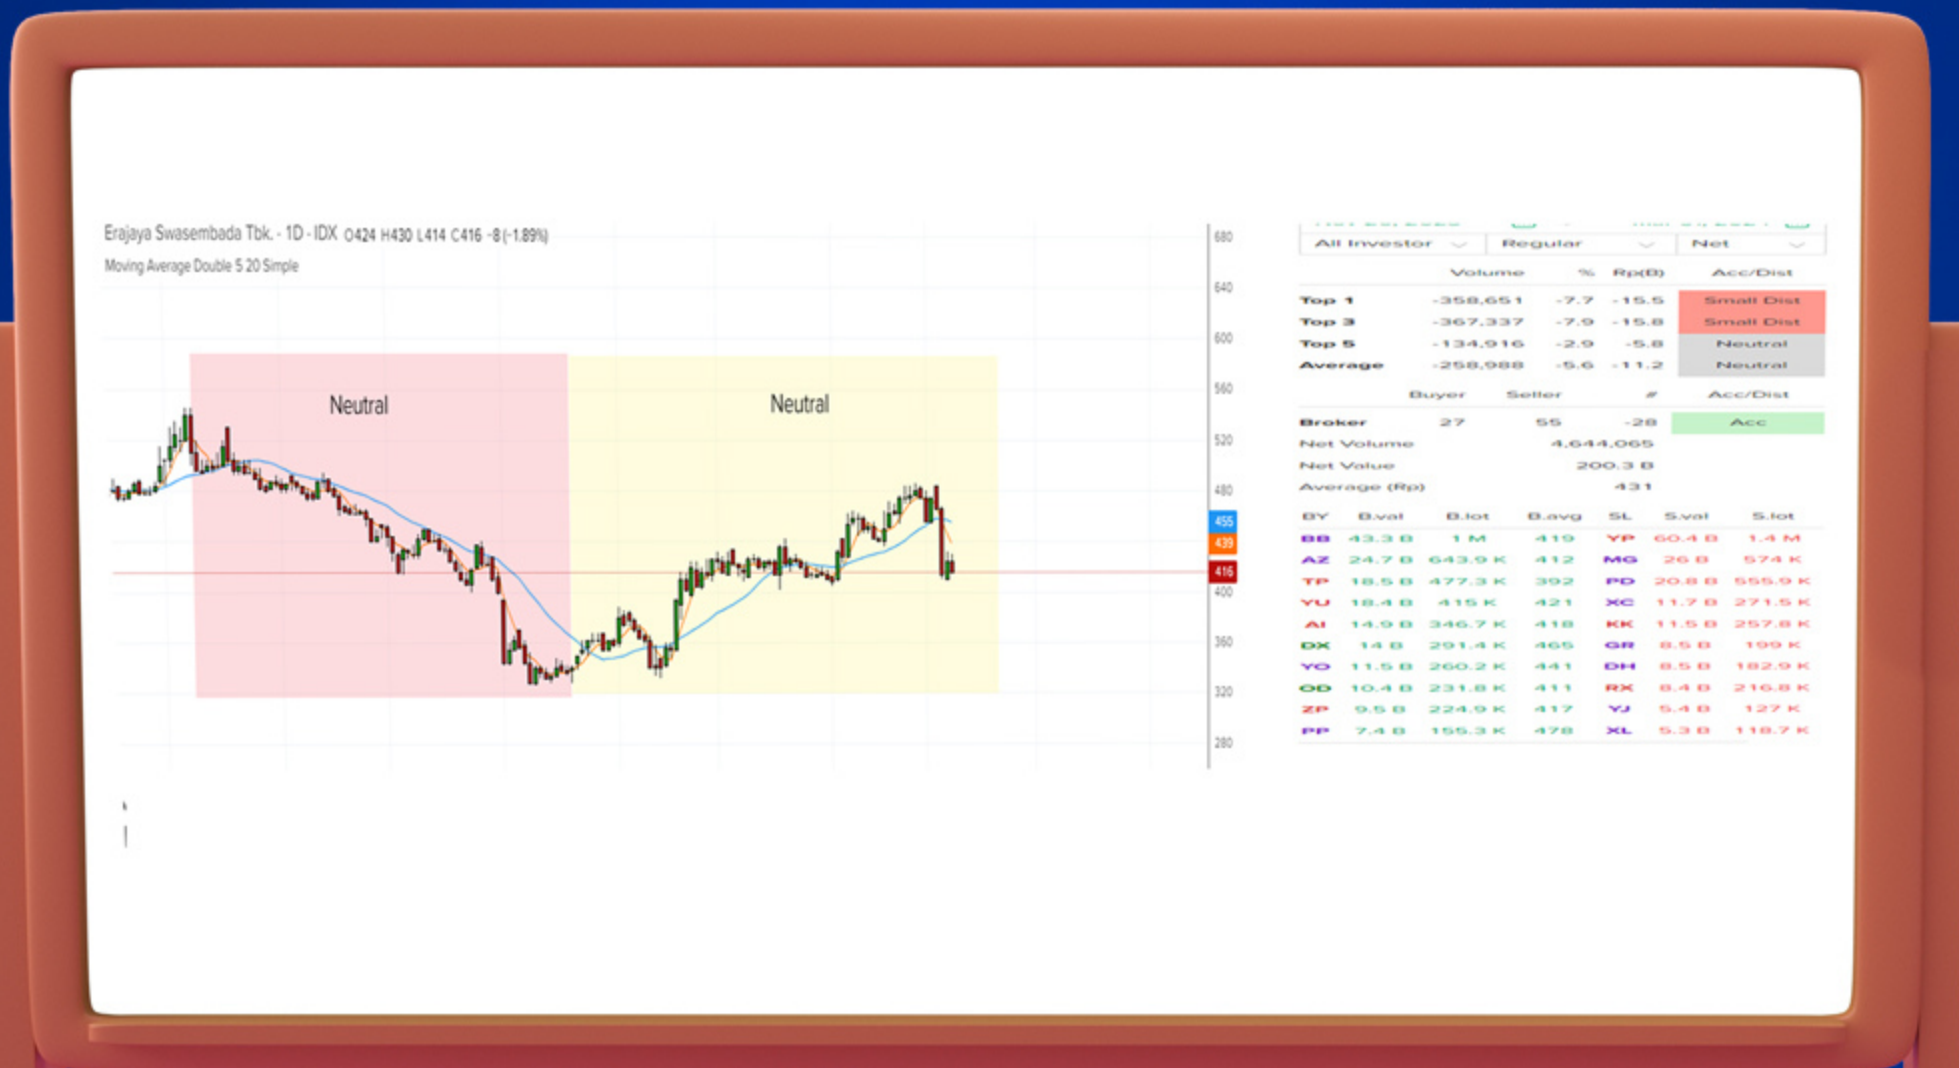 Erajaya Swasembada Tbk. - 1D - IDX O424 H430 L414 C416 -8 (-1.89%)
Moving Average Double 5 20 Simple
Neutral
Neutral
680
640
600
560
520
480
455
439
416
400
360
320
280
All Investor Regular Net
Volume % Rp(B) Acc/Dist
Top 1 -358,651 -7.7 -15.5 Small Dist
Top 3 -367,337 -7.9 -15.8 Small Dist
Top 5 -134,916 -2.9 -5.8 Neutral
Average -258,988 -5.6 -11.2 Neutral
Buyer Seller # Acc/Dist
Broker 27 55 -28 Acc
Net Volume 4,644,065
Net Value 200.3 B
Average (Rp) 431
BY B.val B.lot B.avg SL S.val S.lot
BB 43.3 B 1 M 419 YP 60.4 B 1.4 M
AZ 24.7 B 643.9 K 412 MG 26 B 574 K
TP 18.5 B 477.3 K 392 PD 20.8 B 555.9 K
YU 18.4 B 415 K 421 XC 11.7 B 271.5 K
AI 14.9 B 346.7 K 418 KK 11.5 B 257.8 K
DX 14 B 291.4 K 465 GR 8.5 B 199 K
YO 11.5 B 260.2 K 441 DH 8.5 B 182.9 K
OD 10.4 B 231.8 K 411 RX 8.4 B 216.8 K
ZP 9.5 B 224.9 K 417 YJ 5.4 B 127 K
PP 7.4 B 155.3 K 478 XL 5.3 B 118.7 K